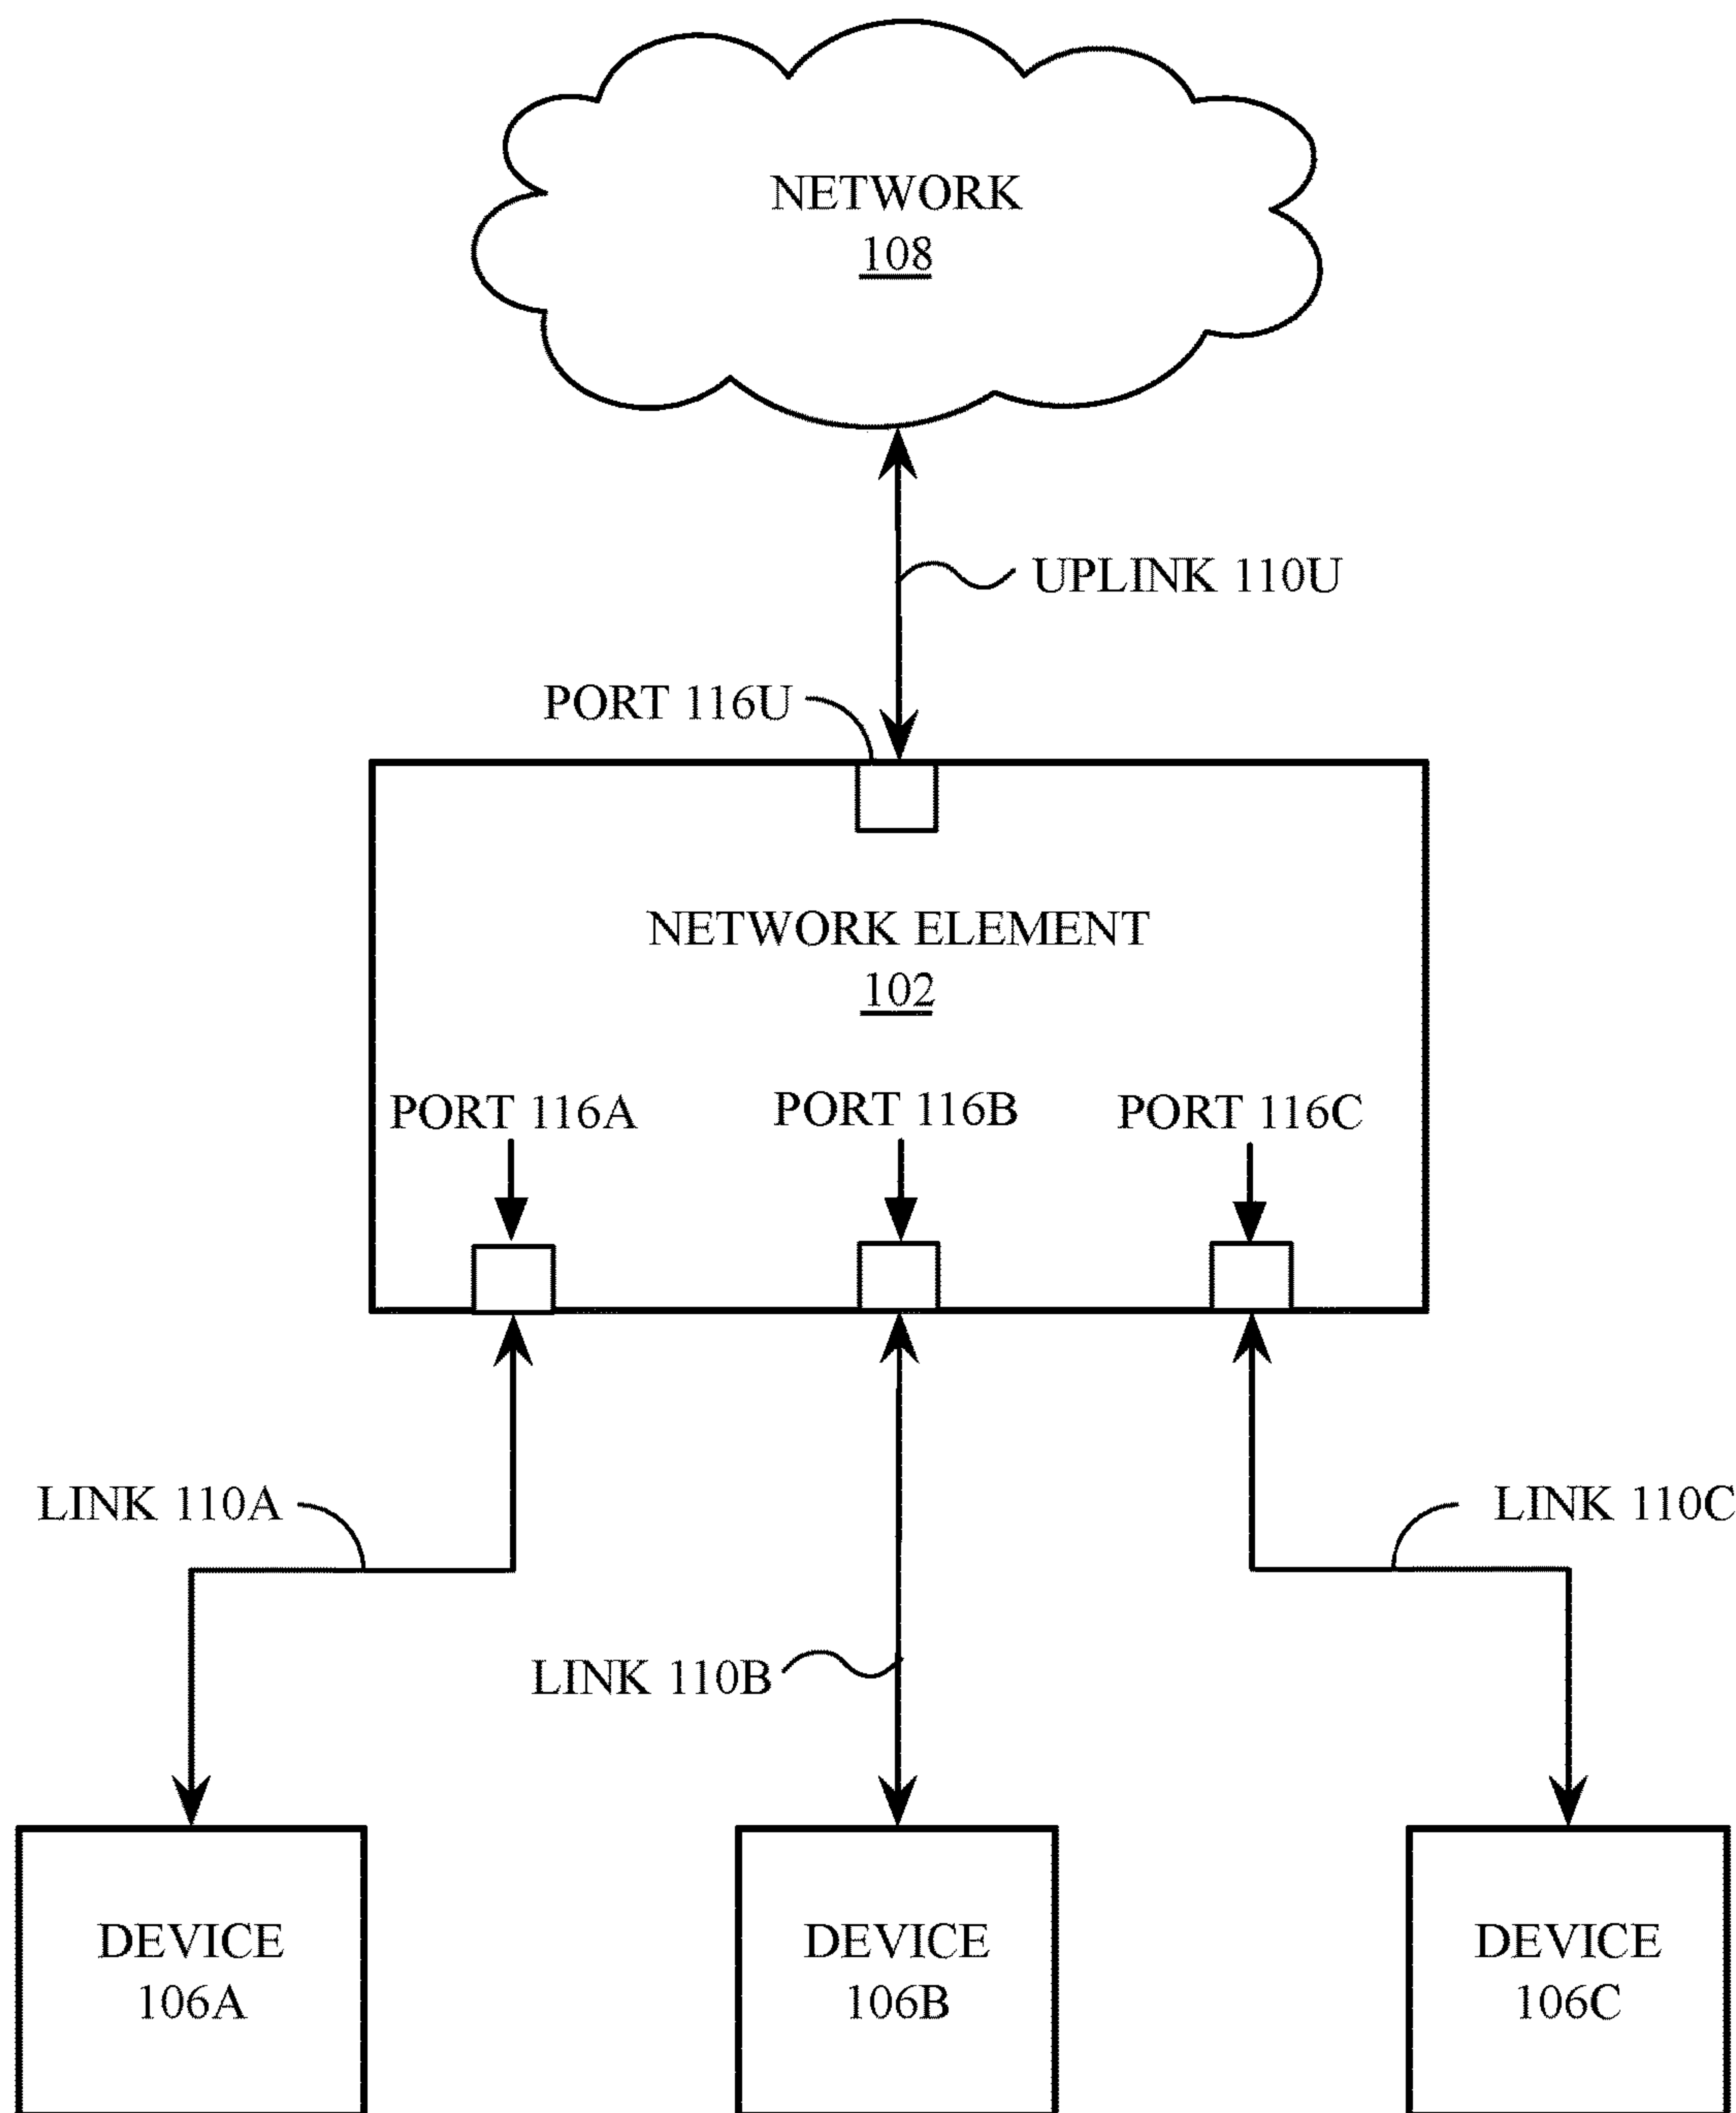 NETWORK
108
UPLINK 110U
PORT 116U
NETWORK ELEMENT
102
PORT 116A
PORT 116B
PORT 116C
LINK 110A
LINK 110C
LINK 110B
DEVICE
106A
DEVICE
106B
DEVICE
106C